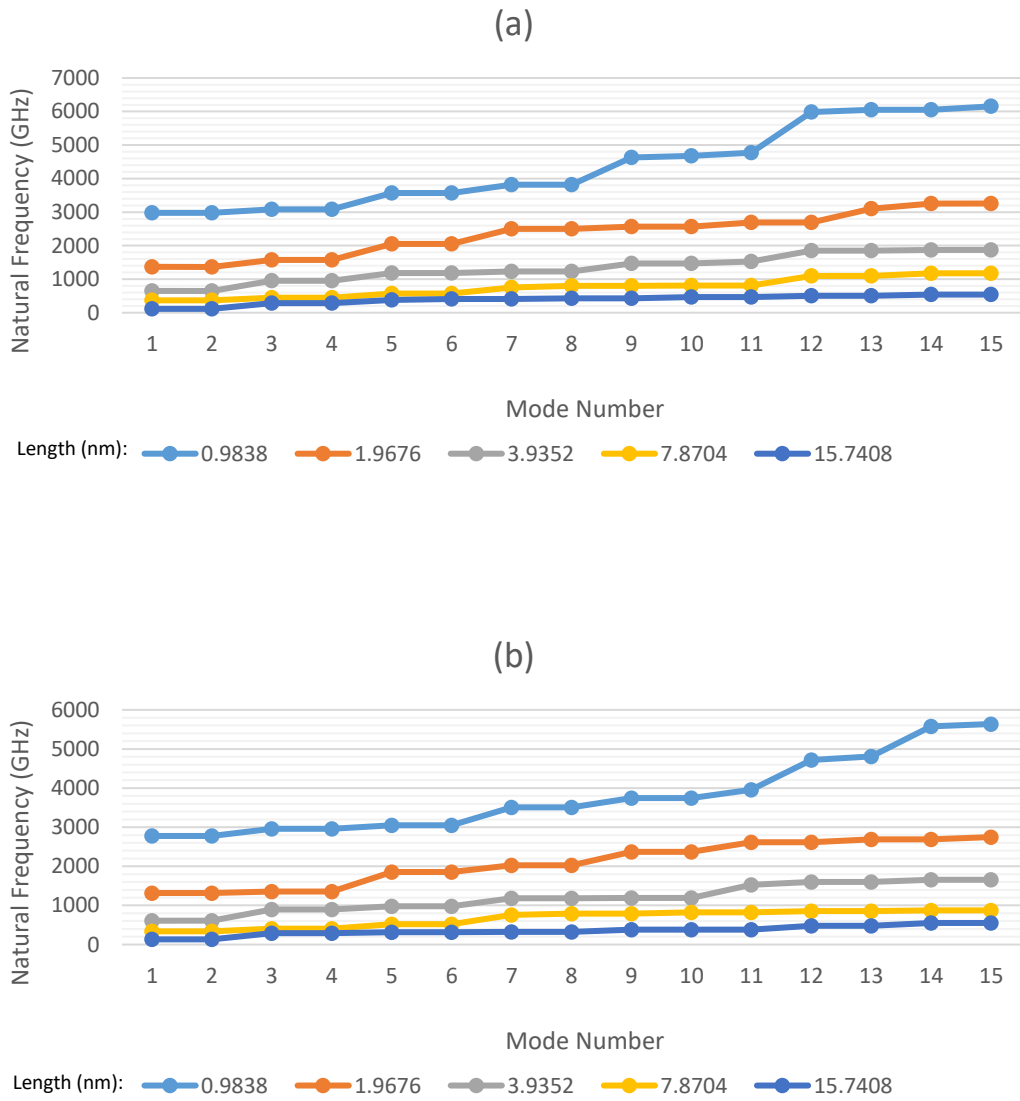 (a)
Natural Frequency (GHz)
7000
6000
5000
4000
3000
2000
1000
0
1 2 3 4 5 6 7 8 9 10 11 12 13 14 15
Mode Number
Length (nm): 0.9838 1.9676 3.9352 7.8704 15.7408
(b)
Natural Frequency (GHz)
6000
5000
4000
3000
2000
1000
0
1 2 3 4 5 6 7 8 9 10 11 12 13 14 15
Mode Number
Length (nm): 0.9838 1.9676 3.9352 7.8704 15.7408